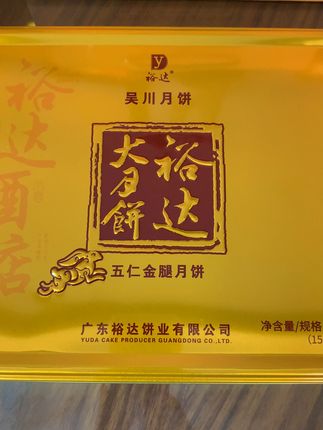 裕达®
吴川月饼
裕达
大月餅
五仁金腿月饼
广东裕达饼业有限公司
YUDA CAKE PRODUCER GUANGDONG CO.,LTD.
净含量/规格
(15
裕达酒店